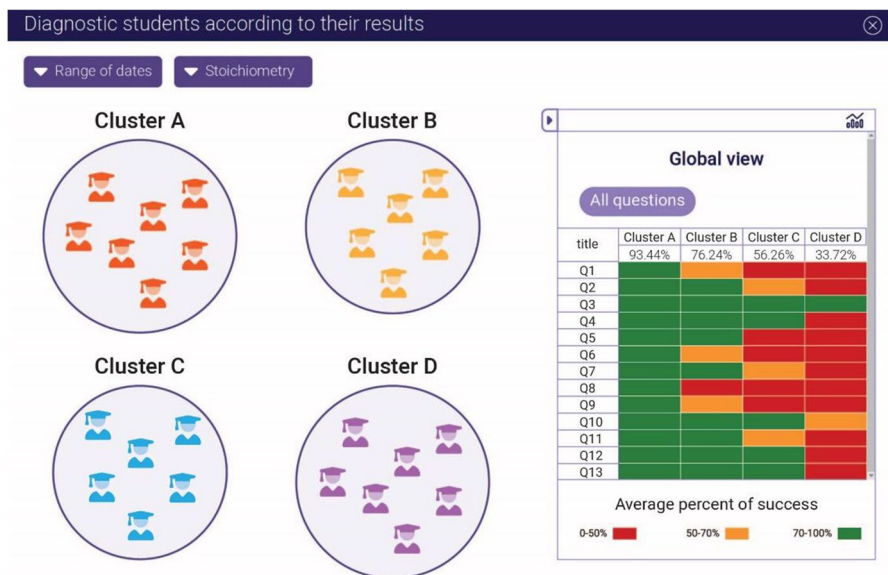 Diagnostic students according to their results
Range of dates
Stoichiometry
Cluster A
Cluster B
Cluster C
Cluster D
Global view
All questions
title Cluster A Cluster B Cluster C Cluster D
93.44% 76.24% 56.26% 33.72%
Q1
Q2
Q3
Q4
Q5
Q6
Q7
Q8
Q9
Q10
Q11
Q12
Q13
Average percent of success
0-50% 50-70% 70-100%